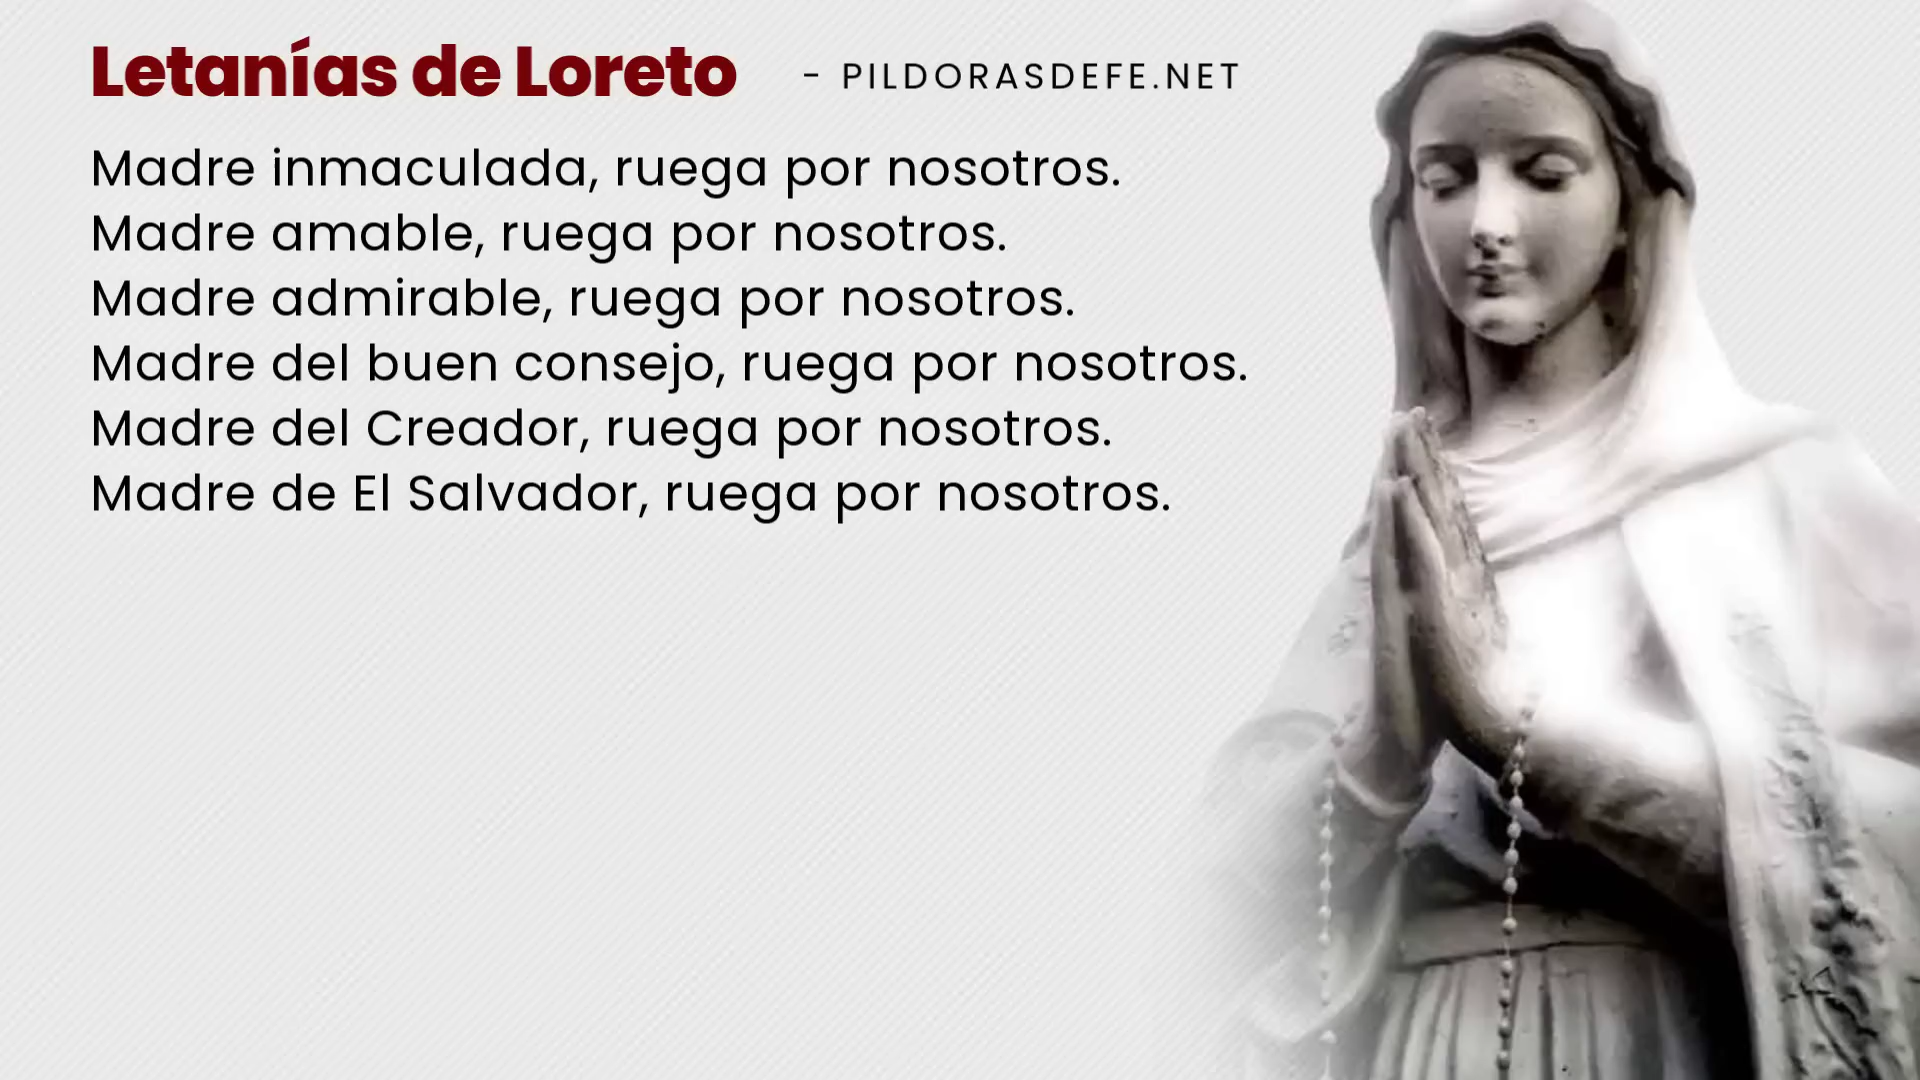 Letanías de Loreto - PILDORASDEFE.NET
Madre inmaculada, ruega por nosotros.
Madre amable, ruega por nosotros.
Madre admirable, ruega por nosotros.
Madre del buen consejo, ruega por nosotros.
Madre del Creador, ruega por nosotros.
Madre de El Salvador, ruega por nosotros.